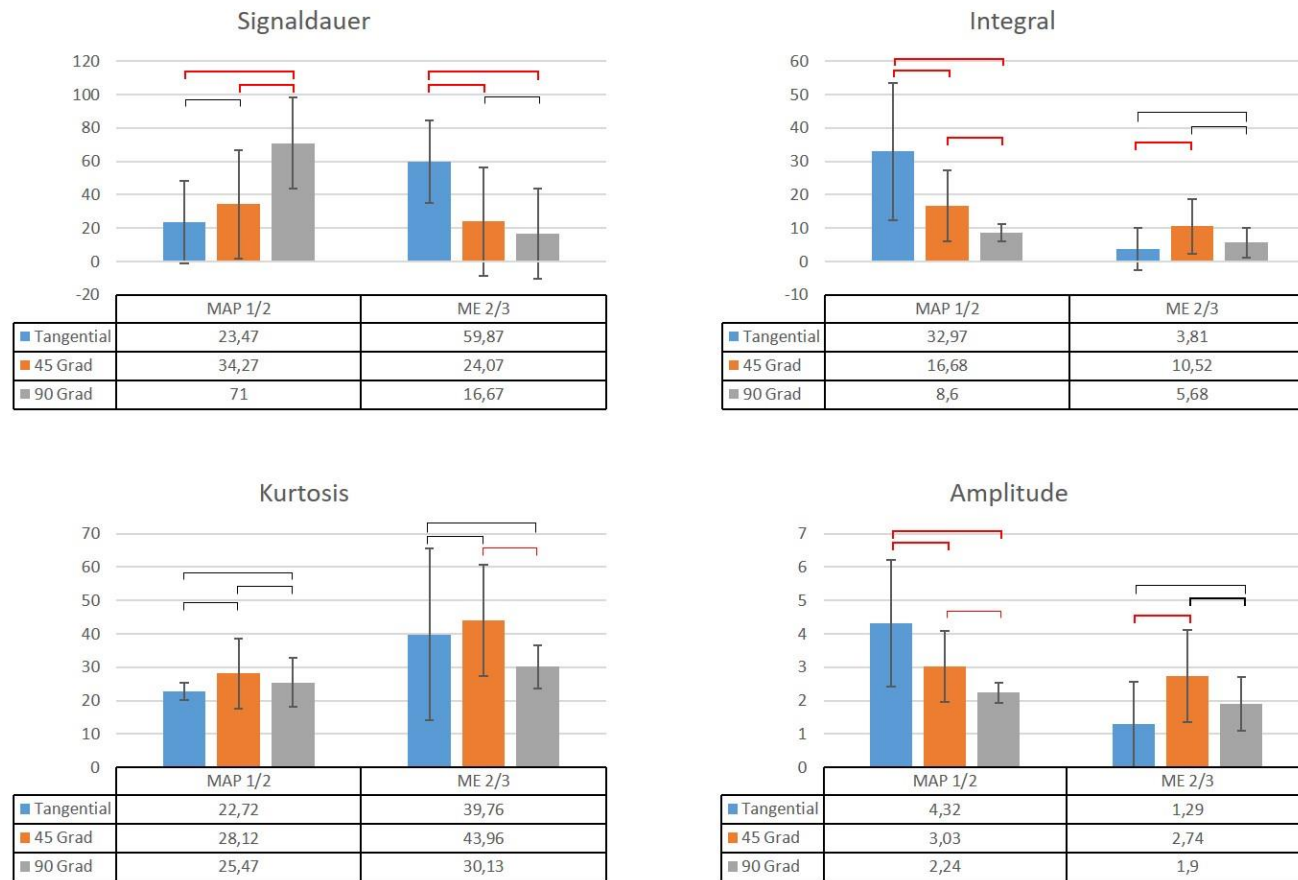 Signaldauer
120
100
80
60
40
20
0
-20
MAP 1/2 ME 2/3
Tangential 23,47 59,87
45 Grad 34,27 24,07
90 Grad 71 16,67
Integral
60
50
40
30
20
10
0
-10
MAP 1/2 ME 2/3
Tangential 32,97 3,81
45 Grad 16,68 10,52
90 Grad 8,6 5,68
Kurtosis
70
60
50
40
30
20
10
0
MAP 1/2 ME 2/3
Tangential 22,72 39,76
45 Grad 28,12 43,96
90 Grad 25,47 30,13
Amplitude
7
6
5
4
3
2
1
0
MAP 1/2 ME 2/3
Tangential 4,32 1,29
45 Grad 3,03 2,74
90 Grad 2,24 1,9